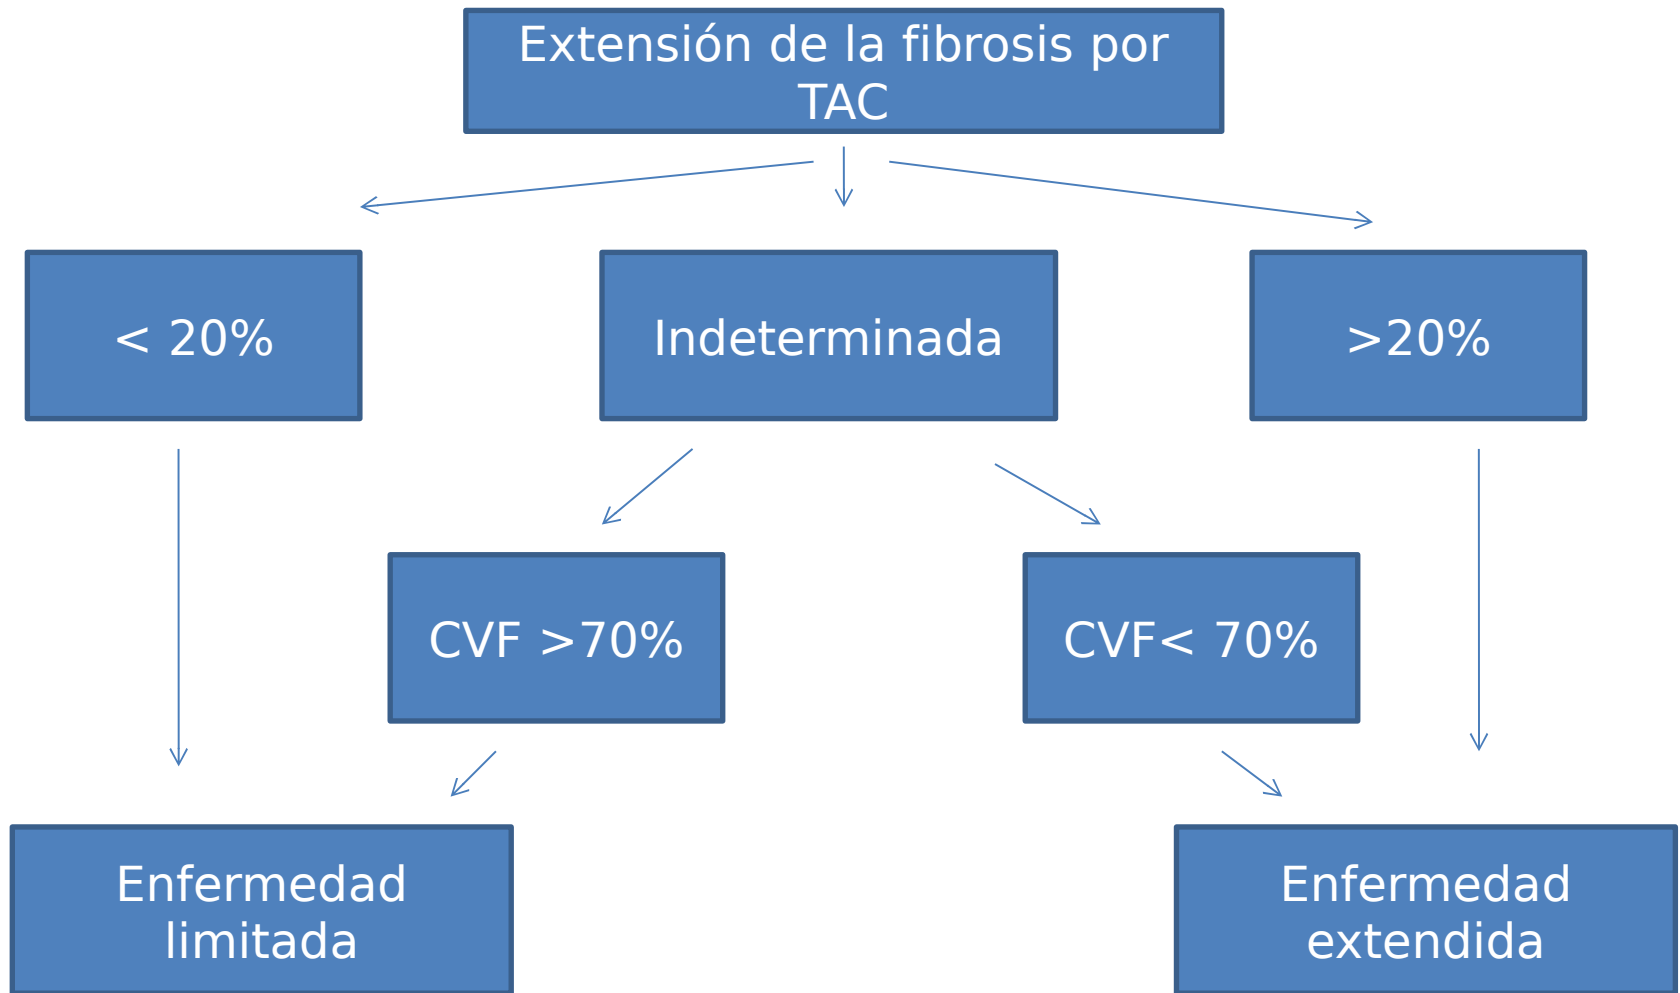 Extensión de la fibrosis por
TAC
< 20%
Indeterminada
>20%
CVF >70%
CVF< 70%
Enfermedad
limitada
Enfermedad
extendida